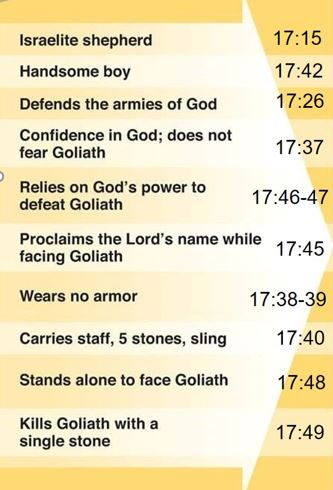 Israelite shepherd 17:15
Handsome boy 17:42
Defends the armies of God 17:26
Confidence in God; does not
fear Goliath 17:37
Relies on God's power to
defeat Goliath 17:46-47
Proclaims the Lord's name while
facing Goliath 17:45
Wears no armor 17:38-39
Carries staff, 5 stones, sling 17:40
Stands alone to face Goliath 17:48
Kills Goliath with a
single stone 17:49